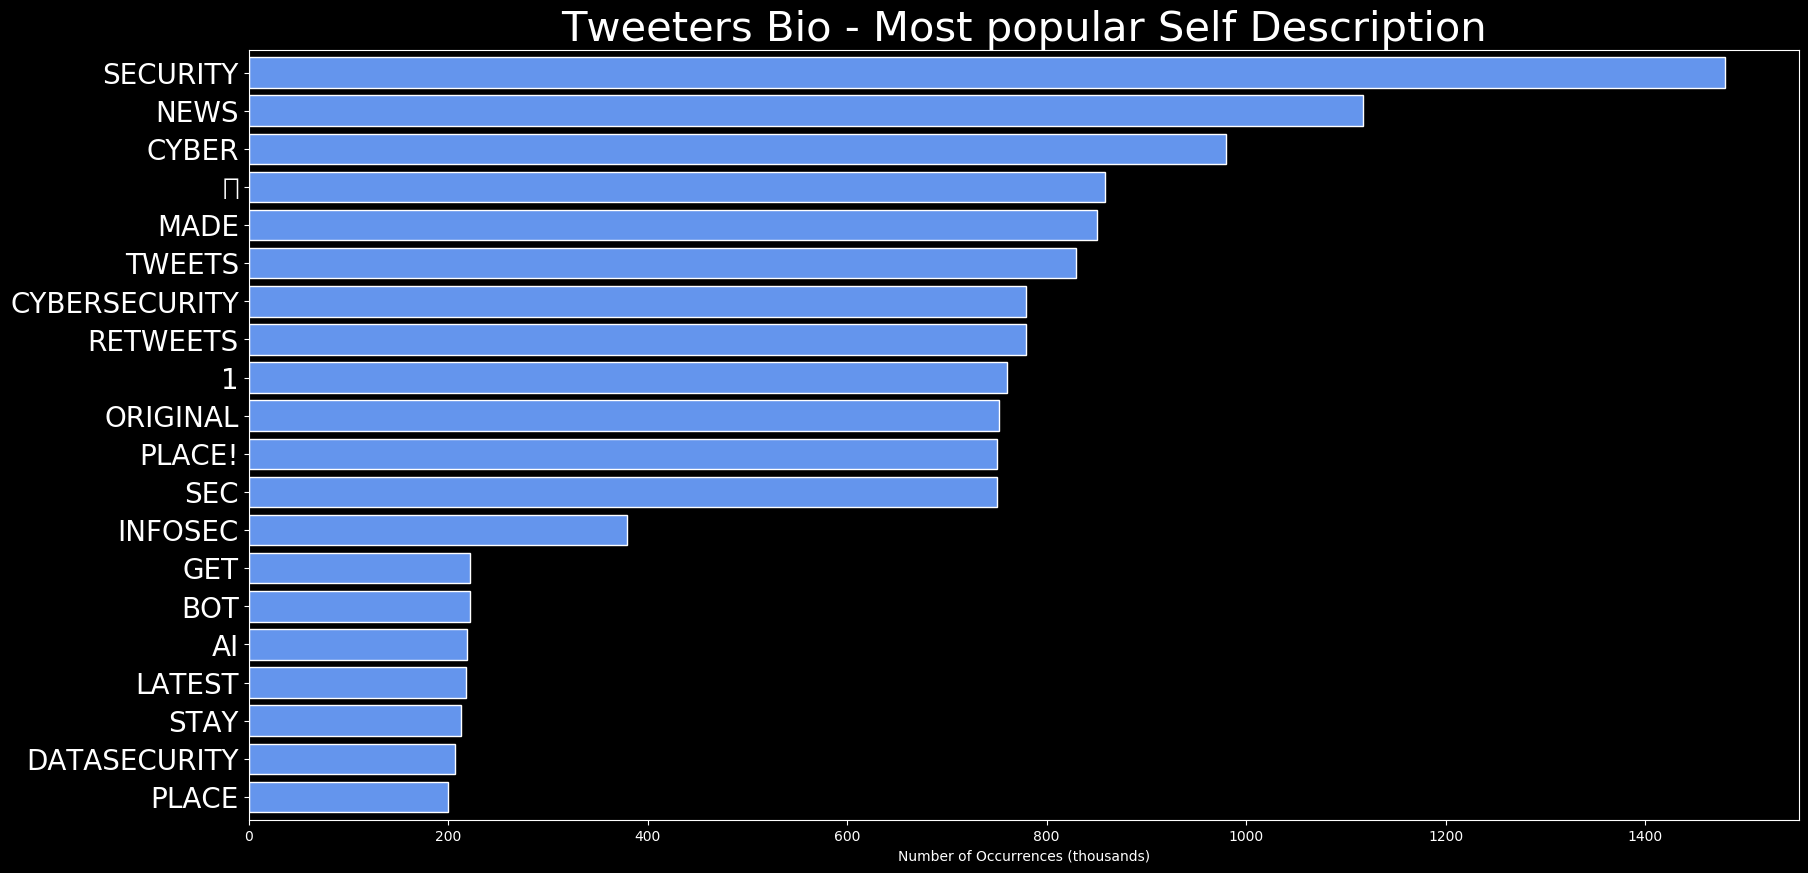 Tweeters Bio - Most popular Self Description
SECURITY
NEWS
CYBER
MADE
TWEETS
CYBERSECURITY
RETWEETS
1
ORIGINAL
PLACE!
SEC
INFOSEC
GET
BOT
AI
LATEST
STAY
DATASECURITY
PLACE
0 200 400 600 800 1000 1200 1400
Number of Occurrences (thousands)